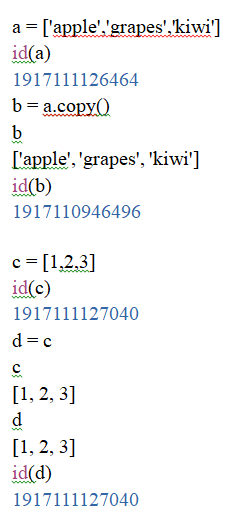 a = ['apple','grapes','kiwi']
id(a)
1917111126464
b = a.copy()
b
['apple', 'grapes', 'kiwi']
id(b)
1917110946496
c = [1,2,3]
id(c)
1917111127040
d = c
c
[1, 2, 3]
d
[1, 2, 3]
id(d)
1917111127040